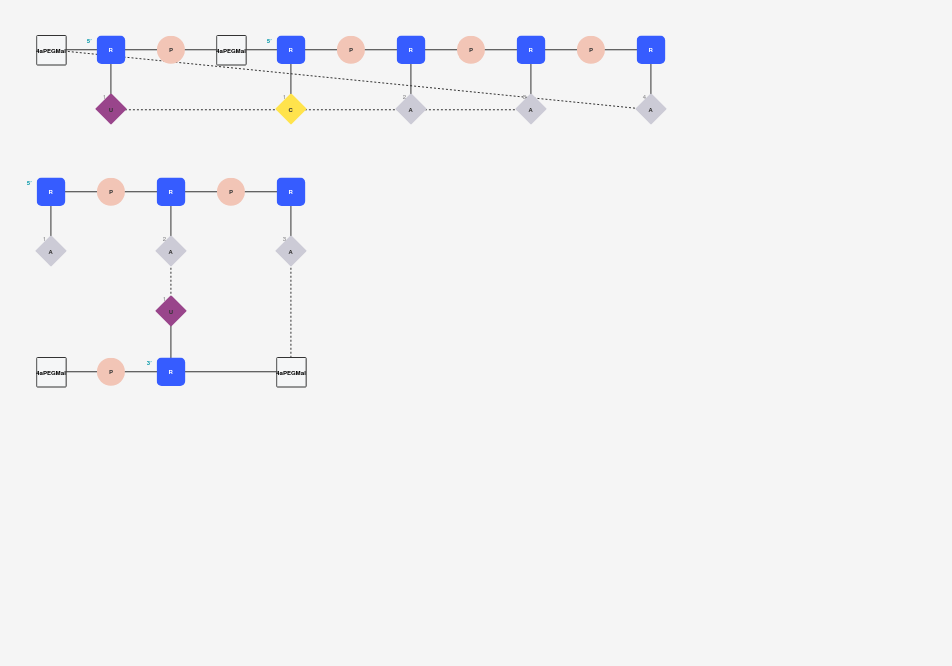 5' 5'
4aPEGMal R P 4aPEGMal R P R P R P R
1 1 2 3 4
U C A A A
5'
R P R P R
1 2 3
A A A
1
U
3'
4aPEGMal P R 4aPEGMal